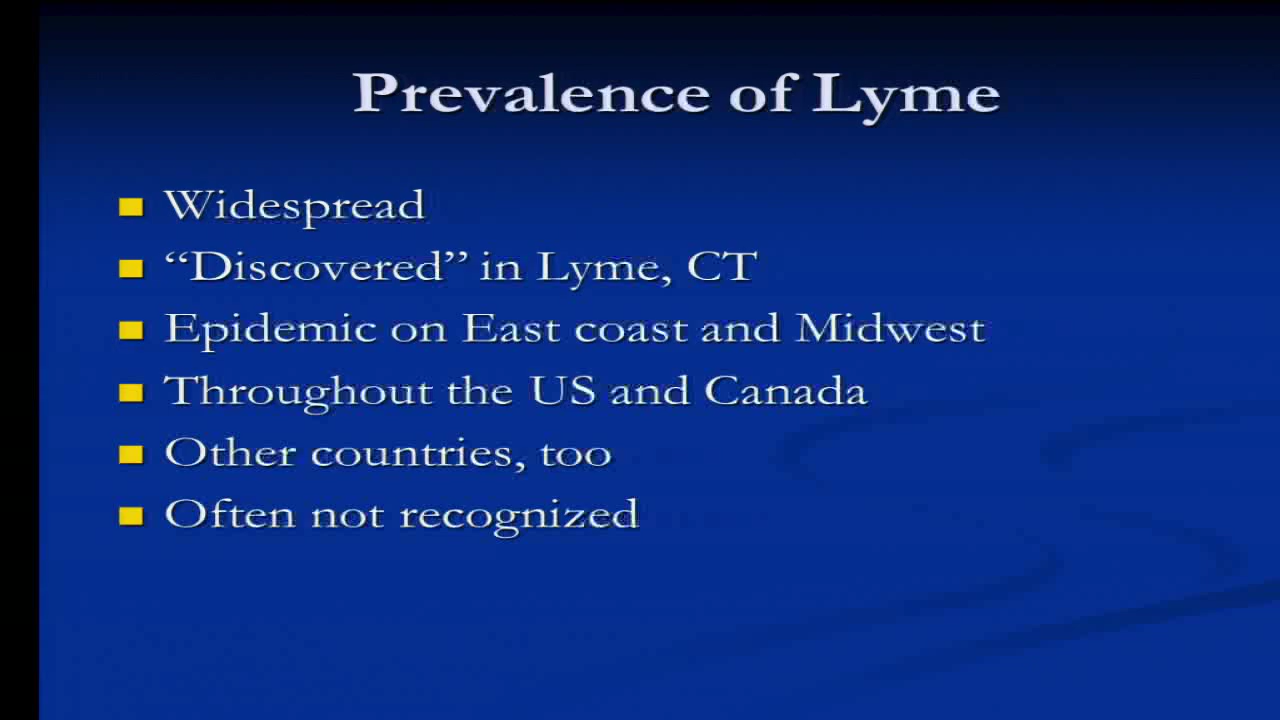 Prevalence of Lyme
Widespread
“Discovered” in Lyme, CT
Epidemic on East coast and Midwest
Throughout the US and Canada
Other countries, too
Often not recognized